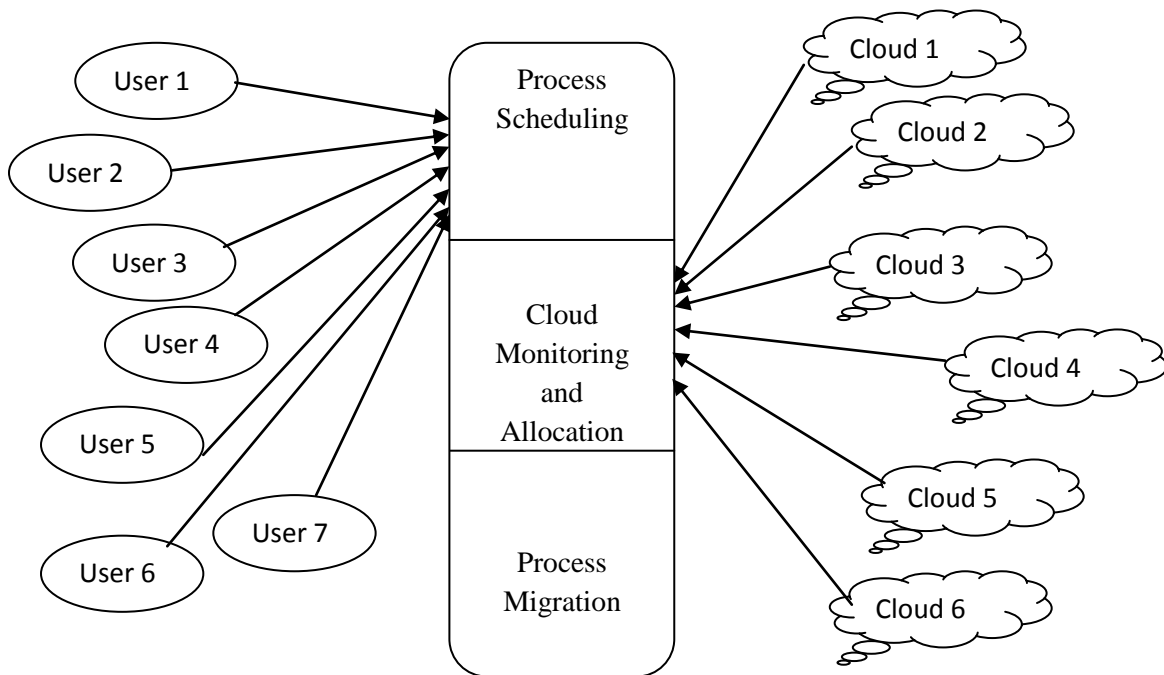 User 1
User 2
User 3
User 4
User 5
User 6
User 7
Process
Scheduling
Cloud
Monitoring
and
Allocation
Process
Migration
Cloud 1
Cloud 2
Cloud 3
Cloud 4
Cloud 5
Cloud 6